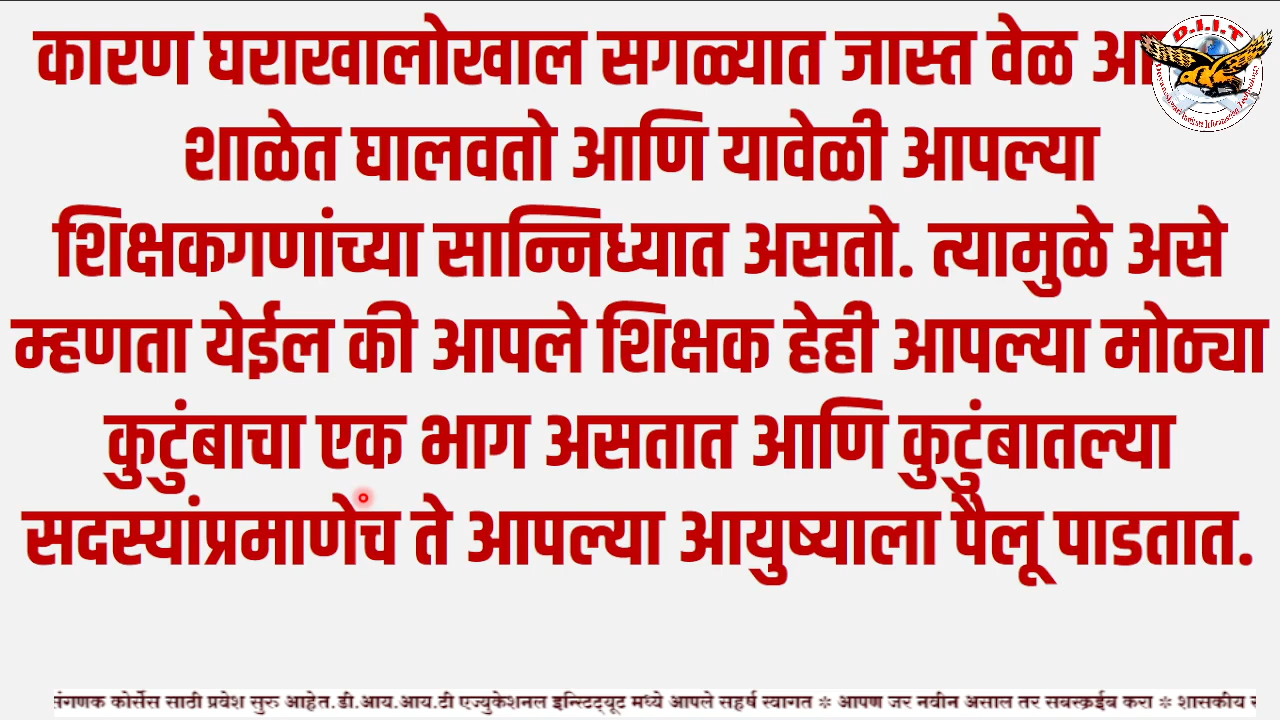 कारण घराखालोखाल सगळ्यात जास्त वेळ
D.I.I.T
शाळेत घालवतो आणि यावेळी आपल्या
शिक्षकगणांच्या सान्निध्यात असतो. त्यामुळे असे
म्हणता येईल की आपले शिक्षक हेही आपल्या मोठ्या
कुटुंबाचा एक भाग असतात आणि कुटुंबातल्या
सदस्यांप्रमाणेच ते आपल्या आयुष्याला पैलू पाडतात.
संगणक कोर्सेस साठी प्रवेश सुरु आहेत.डी.आय.आय.टी एज्युकेशनल इन्स्टिट्यूट मध्ये आपले सहर्ष स्वागत ❊ आपण जर नवीन असाल तर सबस्क्राईब करा ❊ शासकीय